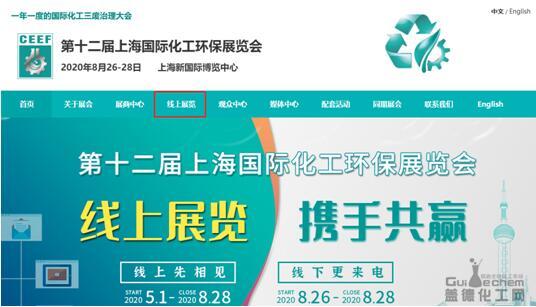 一年一度的国际化工三废治理大会
中文 / English
CEEF
第十二届上海国际化工环保展览会
2020年8月26-28日 上海新国际博览中心
首页 关于展会 展商中心 线上展览 观众中心 媒体中心 配套活动 同期展会 联系我们 English
第十二届上海国际化工环保展览会
线上展览 携手共赢
线上先相见 线下更来电
START 2020 5.1- END 2020 8.28 START 2020 8.26 - END 2020 8.28
Guidechem
盖德化工网